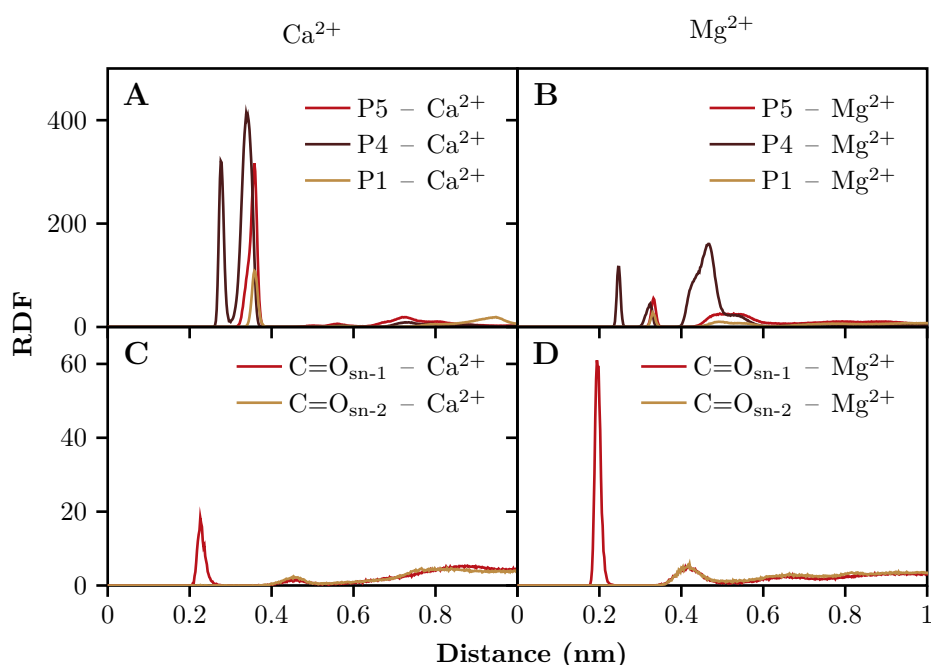 Ca²⁺ Mg²⁺
A B
P5 – Ca²⁺ P5 – Mg²⁺
400 P4 – Ca²⁺ P4 – Mg²⁺
P1 – Ca²⁺ P1 – Mg²⁺
200
0
RDF
C D
60 C=Oₛₙ₋₁ – Ca²⁺ C=Oₛₙ₋₁ – Mg²⁺
C=Oₛₙ₋₂ – Ca²⁺ C=Oₛₙ₋₂ – Mg²⁺
40
20
0
0 0.2 0.4 0.6 0.8 0 0.2 0.4 0.6 0.8 1
Distance (nm)